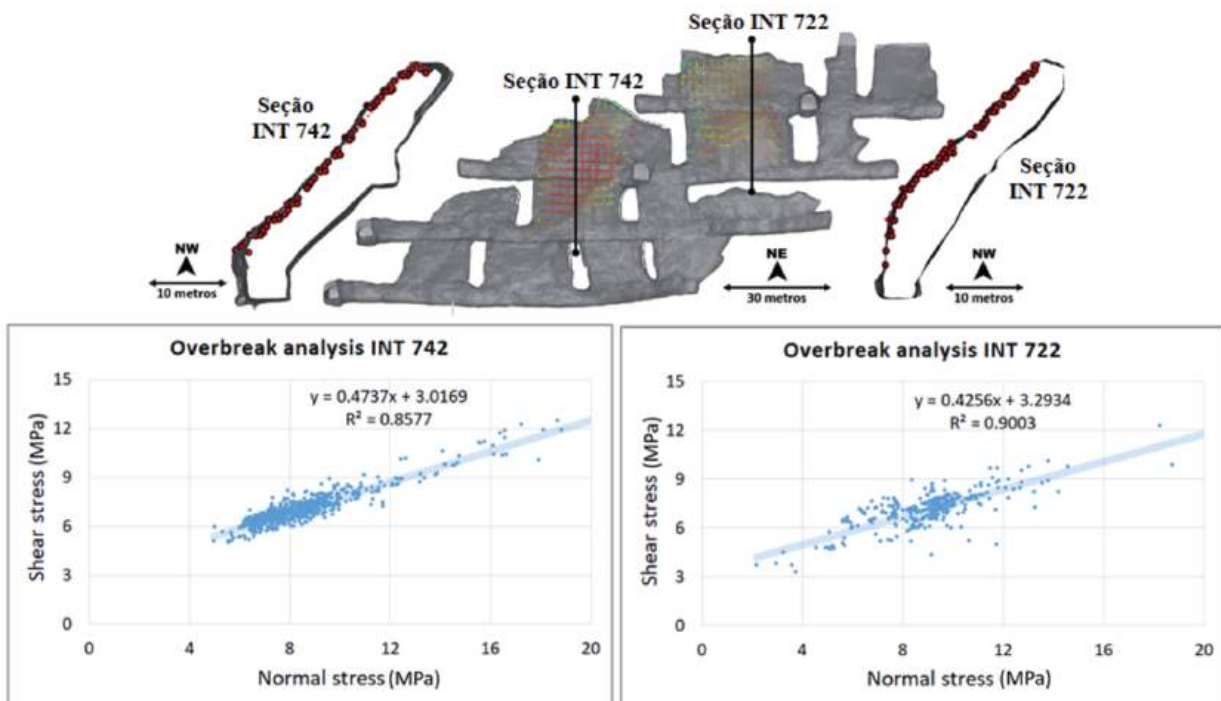 Seção INT 722
Seção INT 742
Seção
INT 742
Seção
INT 722
NW
10 metros
NE
30 metros
NW
10 metros
Overbreak analysis INT 742
y = 0.4737x + 3.0169
R² = 0.8577
Shear stress (MPa)
15
12
9
6
3
0
0 4 8 12 16 20
Normal stress (MPa)
Overbreak analysis INT 722
y = 0.4256x + 3.2934
R² = 0.9003
Shear stress (MPa)
15
12
9
6
3
0
0 4 8 12 16 20
Normal stress (MPa)